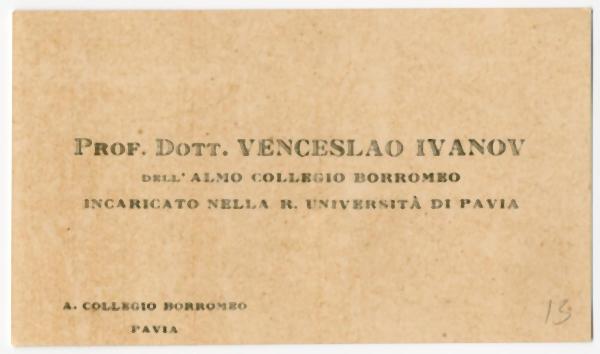 Prof. Dott. VENCESLAO IVANOV
DELL' ALMO COLLEGIO BORROMEO
INCARICATO NELLA R. UNIVERSITÀ DI PAVIA
A. COLLEGIO BORROMEO
PAVIA
13